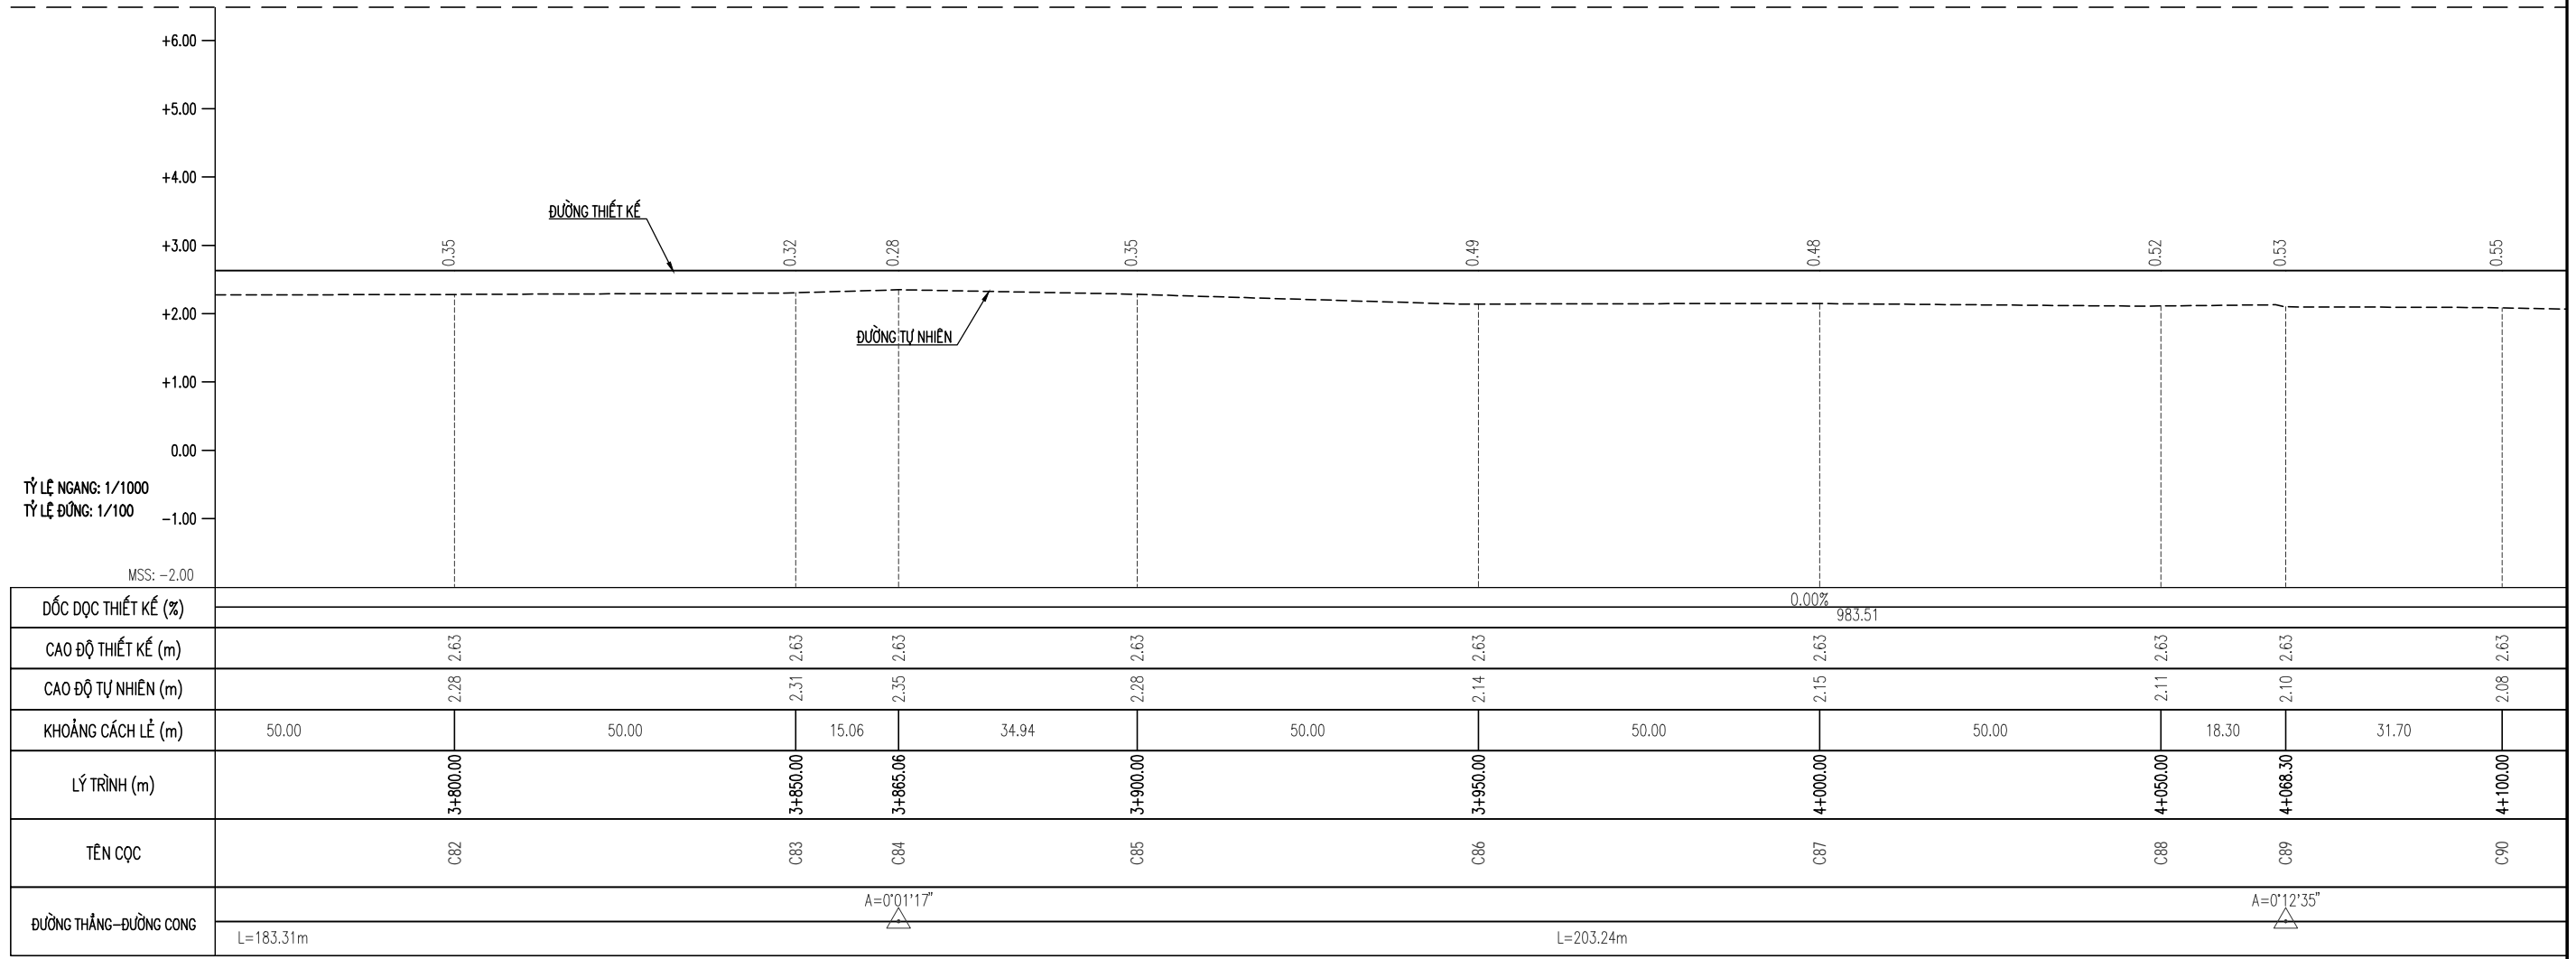 +6.00
+5.00
+4.00
+3.00
+2.00
+1.00
0.00
-1.00
TỶ LỆ NGANG: 1/1000
TỶ LỆ ĐỨNG: 1/100
MSS: -2.00
ĐƯỜNG THIẾT KẾ
ĐƯỜNG TỰ NHIÊN
0.35 0.32 0.28 0.35 0.49 0.48 0.52 0.53 0.55
DỐC DỌC THIẾT KẾ (%) 0.00% 983.51
CAO ĐỘ THIẾT KẾ (m) 2.63 2.63 2.63 2.63 2.63 2.63 2.63 2.63 2.63
CAO ĐỘ TỰ NHIÊN (m) 2.28 2.31 2.35 2.28 2.14 2.15 2.11 2.10 2.08
KHOẢNG CÁCH LẺ (m) 50.00 50.00 15.06 34.94 50.00 50.00 50.00 18.30 31.70
LÝ TRÌNH (m) 3+800.00 3+850.00 3+865.06 3+900.00 3+950.00 4+000.00 4+050.00 4+068.30 4+100.00
TÊN CỌC C82 C83 C84 C85 C86 C87 C88 C89 C90
ĐƯỜNG THẲNG-ĐƯỜNG CONG
A=0°01'17" A=0°12'35"
L=183.31m L=203.24m